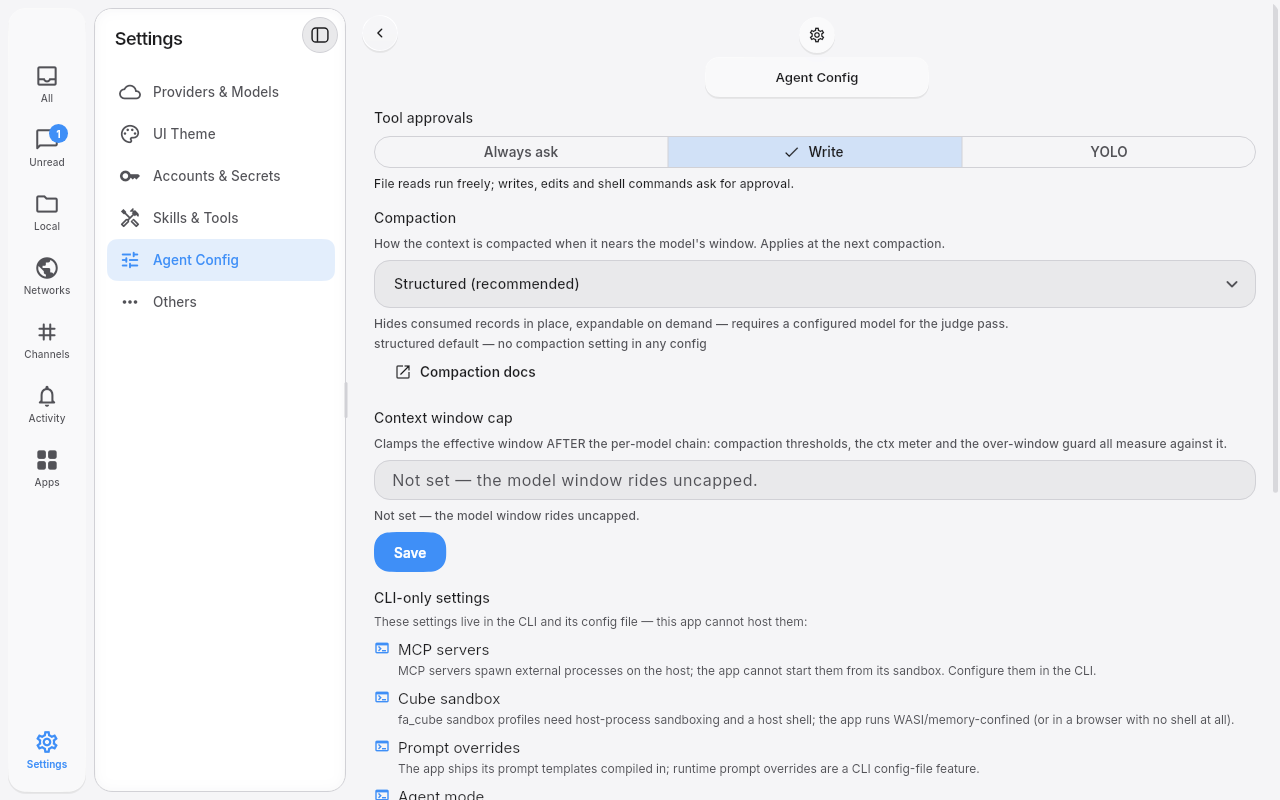 All
1
Unread
Local
Networks
Channels
Activity
Apps
Settings
Settings
Providers & Models
UI Theme
Accounts & Secrets
Skills & Tools
Agent Config
Others
Agent Config
Tool approvals
Always ask
Write
YOLO
File reads run freely; writes, edits and shell commands ask for approval.
Compaction
How the context is compacted when it nears the model's window. Applies at the next compaction.
Structured (recommended)
Hides consumed records in place, expandable on demand — requires a configured model for the judge pass.
structured default — no compaction setting in any config
Compaction docs
Context window cap
Clamps the effective window AFTER the per-model chain: compaction thresholds, the ctx meter and the over-window guard all measure against it.
Not set — the model window rides uncapped.
Not set — the model window rides uncapped.
Save
CLI-only settings
These settings live in the CLI and its config file — this app cannot host them:
MCP servers
MCP servers spawn external processes on the host; the app cannot start them from its sandbox. Configure them in the CLI.
Cube sandbox
fa_cube sandbox profiles need host-process sandboxing and a host shell; the app runs WASI/memory-confined (or in a browser with no shell at all).
Prompt overrides
The app ships its prompt templates compiled in; runtime prompt overrides are a CLI config-file feature.
Agent mode